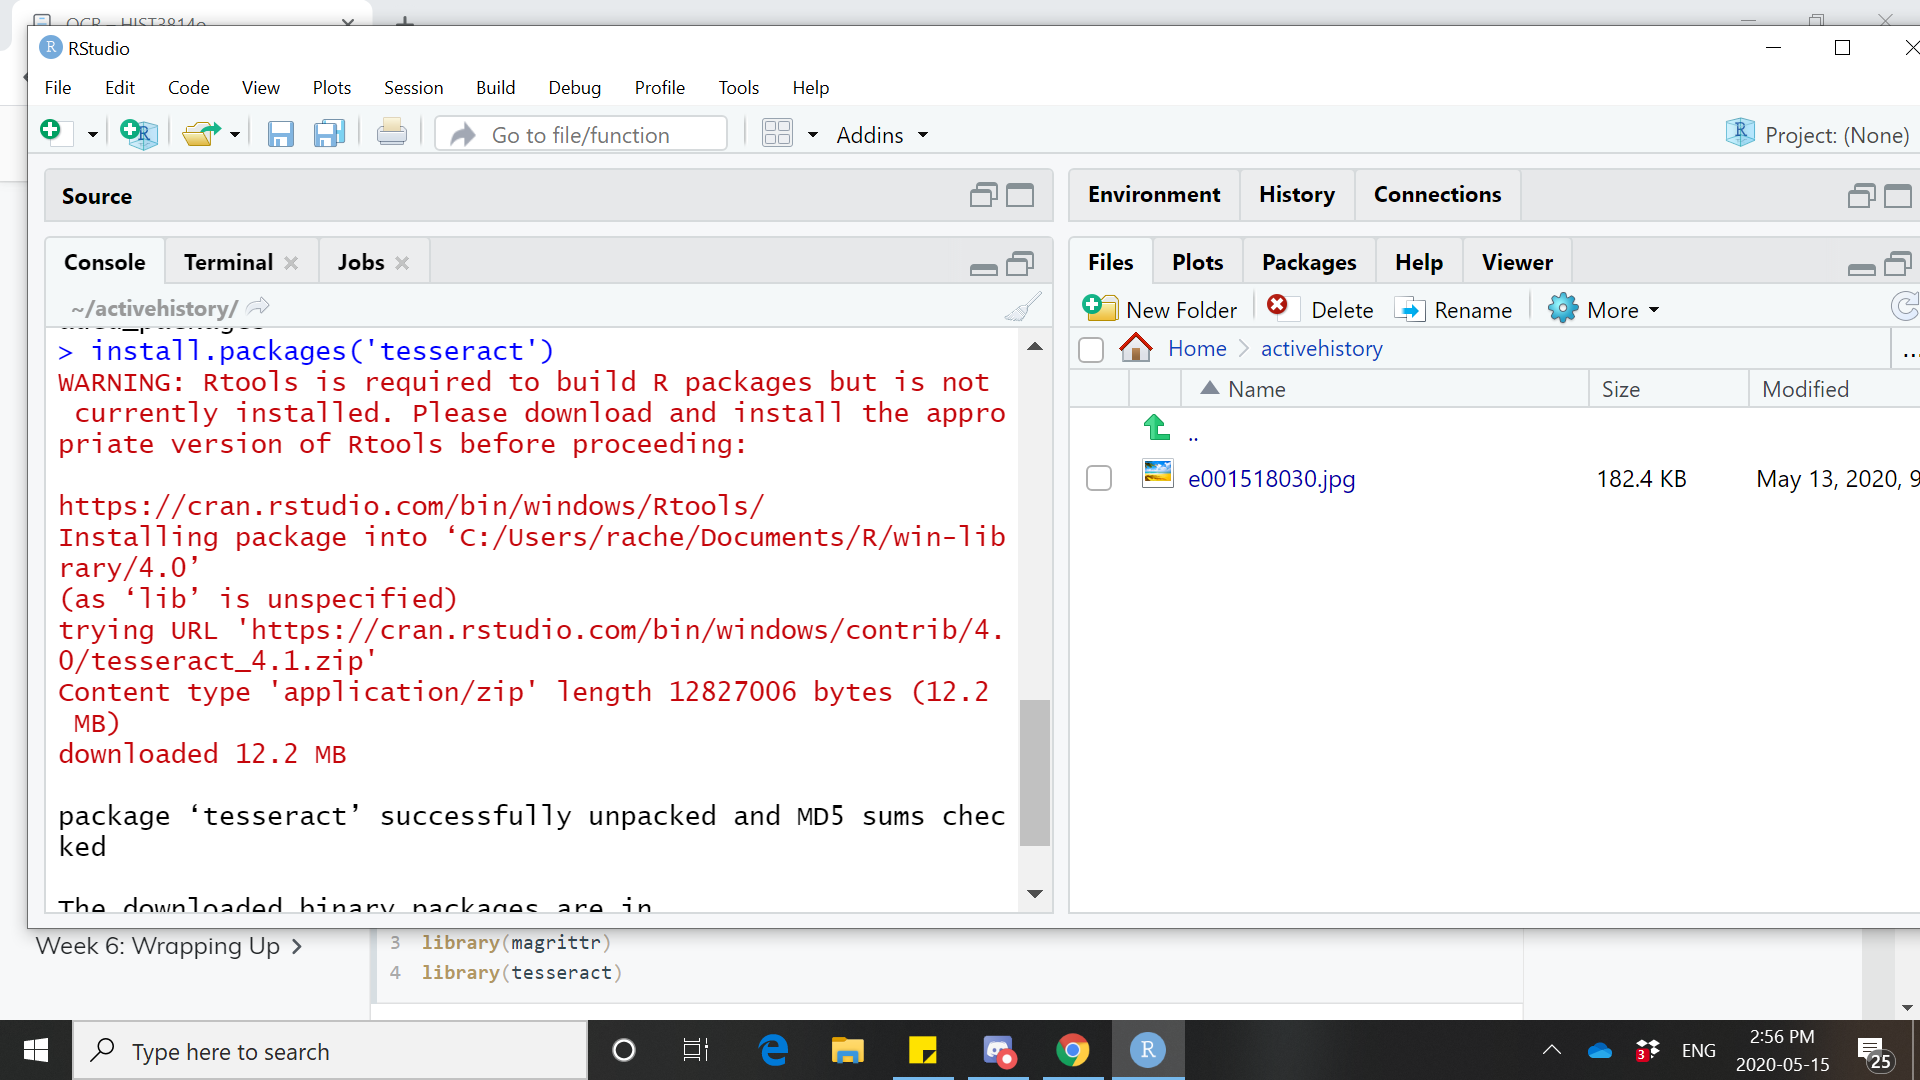 OCR – HIST3814o
RStudio
File Edit Code View Plots Session Build Debug Profile Tools Help
Go to file/function Addins Project: (None)
Source
Environment History Connections
Console Terminal Jobs
Files Plots Packages Help Viewer
~/activehistory/
New Folder Delete Rename More
Home activehistory ...
Name Size Modified
..
e001518030.jpg 182.4 KB May 13, 2020, 9
> install.packages('tesseract')
WARNING: Rtools is required to build R packages but is not
currently installed. Please download and install the appro
priate version of Rtools before proceeding:
https://cran.rstudio.com/bin/windows/Rtools/
Installing package into ‘C:/Users/rache/Documents/R/win-lib
rary/4.0’
(as ‘lib’ is unspecified)
trying URL 'https://cran.rstudio.com/bin/windows/contrib/4.
0/tesseract_4.1.zip'
Content type 'application/zip' length 12827006 bytes (12.2
MB)
downloaded 12.2 MB
package ‘tesseract’ successfully unpacked and MD5 sums chec
ked
The downloaded binary packages are in
Week 6: Wrapping Up
3 library(magrittr)
4 library(tesseract)
Type here to search
3
ENG
2:56 PM
2020-05-15
25